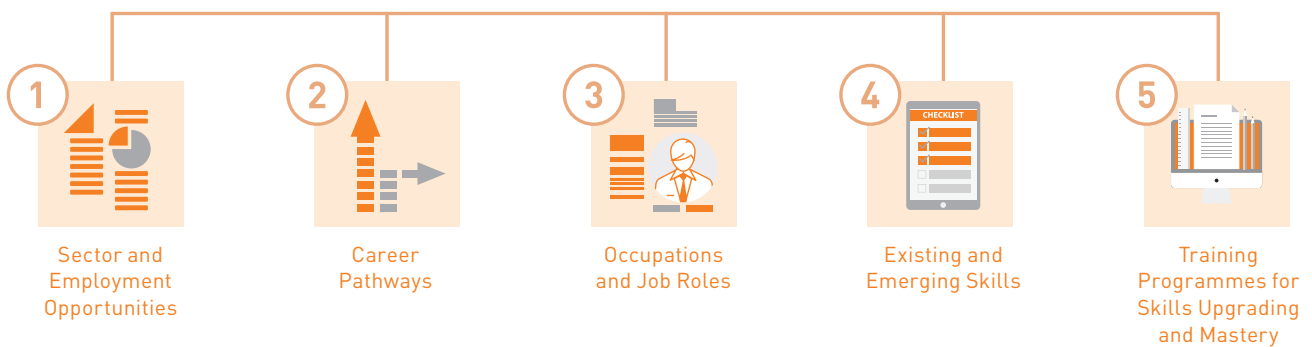 1
Sector and
Employment
Opportunities
2
Career
Pathways
3
Occupations
and Job Roles
4
CHECKLIST
Existing and
Emerging Skills
5
Training
Programmes for
Skills Upgrading
and Mastery